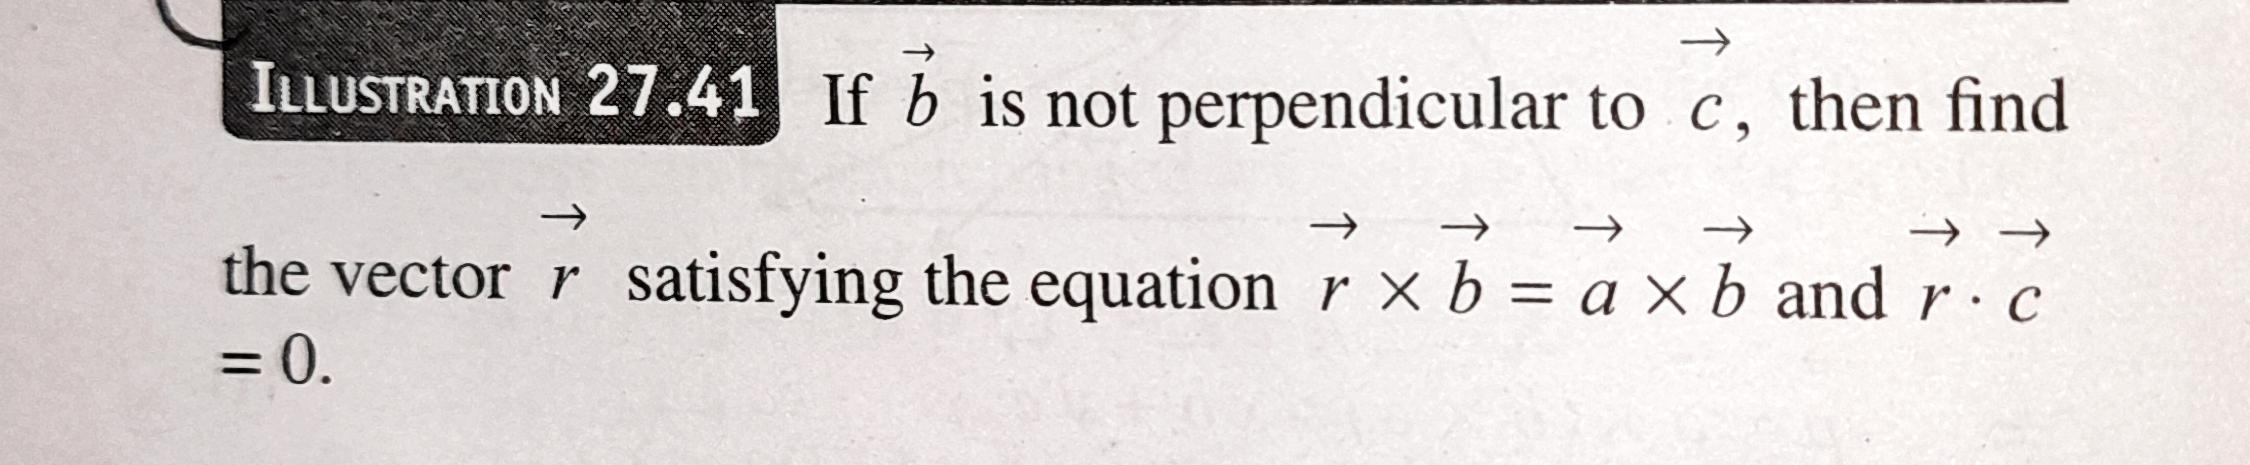 ILLUSTRATION 27.41 If $\vec{b}$ is not perpendicular to $\vec{c}$, then find
the vector $\vec{r}$ satisfying the equation $\vec{r} \times \vec{b} = \vec{a} \times \vec{b}$ and $\vec{r} \cdot \vec{c}$
= 0.